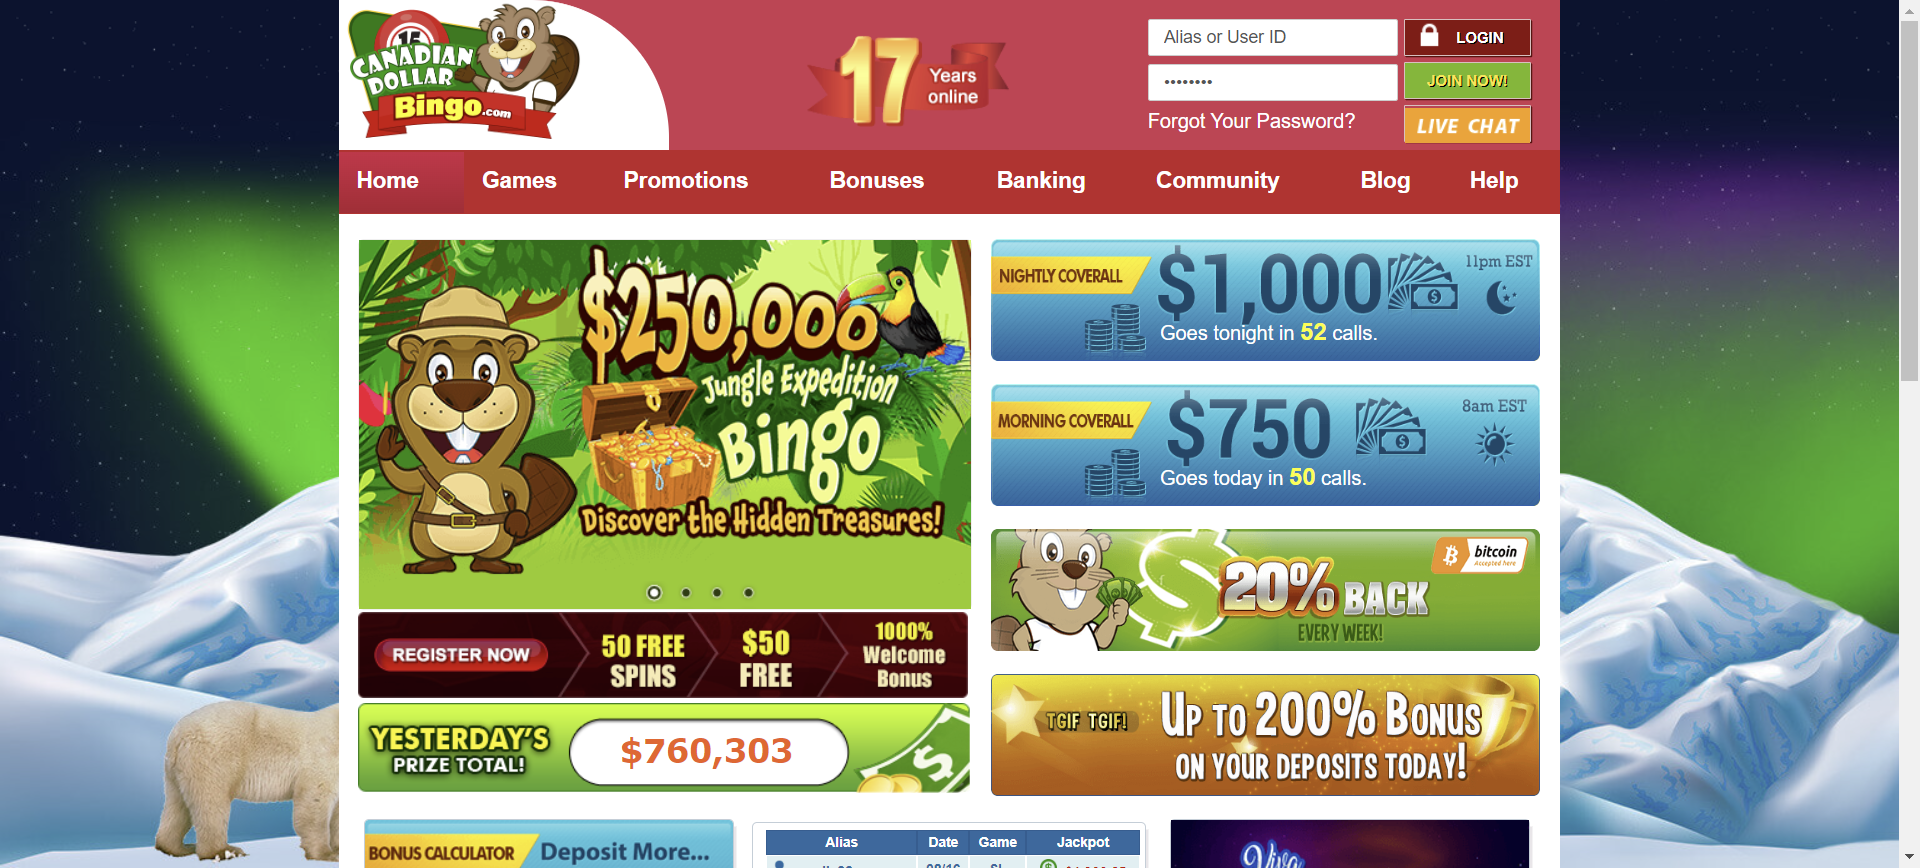 15
CANADIAN
DOLLAR
Bingo.com
17
Years
online
Alias or User ID
LOGIN
••••••••
JOIN NOW!
Forgot Your Password?
LIVE CHAT
Home
Games
Promotions
Bonuses
Banking
Community
Blog
Help
$250,000
Jungle Expedition
Bingo
Discover the Hidden Treasures!
NIGHTLY COVERALL
$1,000
11pm EST
Goes tonight in 52 calls.
MORNING COVERALL
$750
8am EST
Goes today in 50 calls.
20% BACK
EVERY WEEK!
bitcoin
Accepted here
REGISTER NOW
50 FREE
SPINS
$50
FREE
1000%
Welcome
Bonus
YESTERDAY'S
PRIZE TOTAL!
$760,303
TGIF TGIF!
UP TO 200% BONUS
ON YOUR DEPOSITS TODAY!
BONUS CALCULATOR
Deposit More...
Alias
Date
Game
Jackpot
Viva